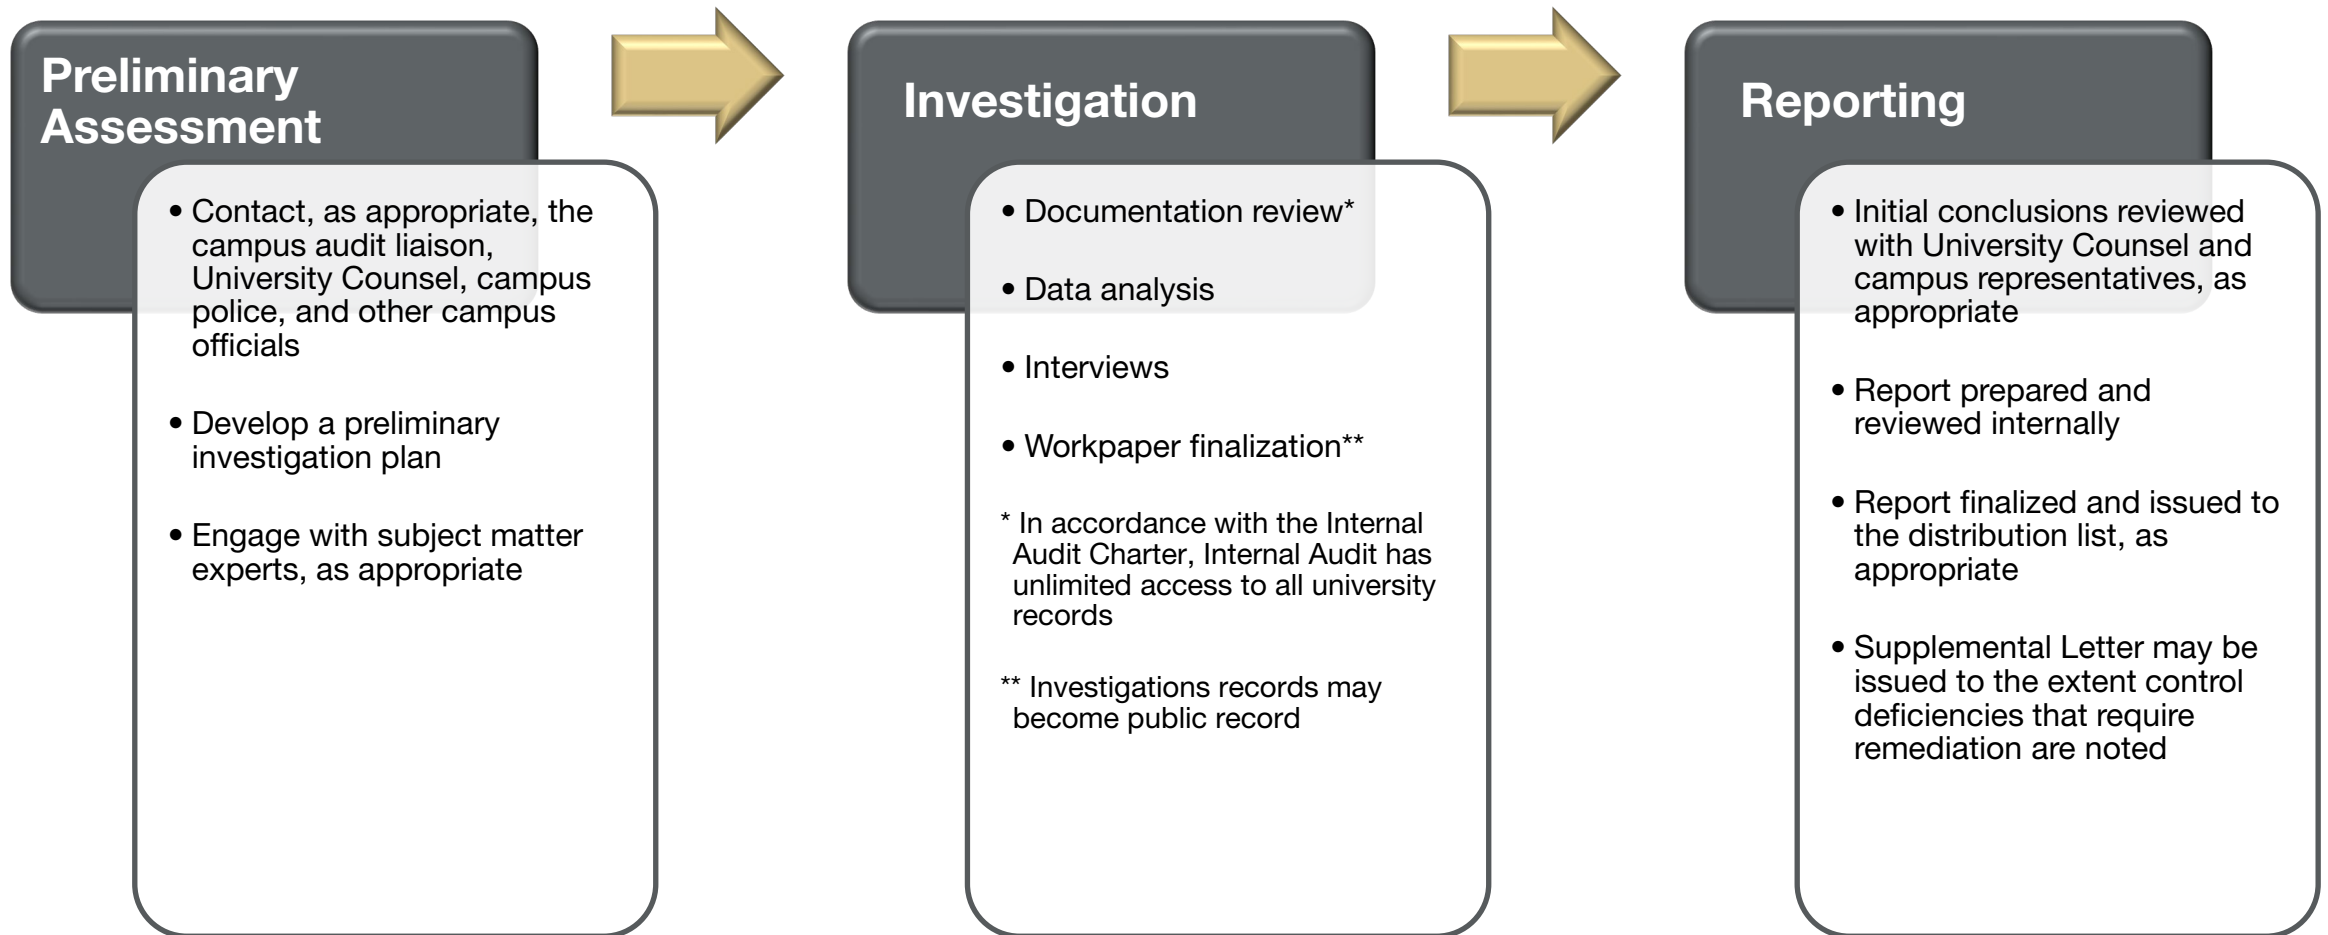 Preliminary
Assessment
• Contact, as appropriate, the
campus audit liaison,
University Counsel, campus
police, and other campus
officials
• Develop a preliminary
investigation plan
• Engage with subject matter
experts, as appropriate
Investigation
• Documentation review*
• Data analysis
• Interviews
• Workpaper finalization**
* In accordance with the Internal
Audit Charter, Internal Audit has
unlimited access to all university
records
** Investigations records may
become public record
Reporting
• Initial conclusions reviewed
with University Counsel and
campus representatives, as
appropriate
• Report prepared and
reviewed internally
• Report finalized and issued to
the distribution list, as
appropriate
• Supplemental Letter may be
issued to the extent control
deficiencies that require
remediation are noted